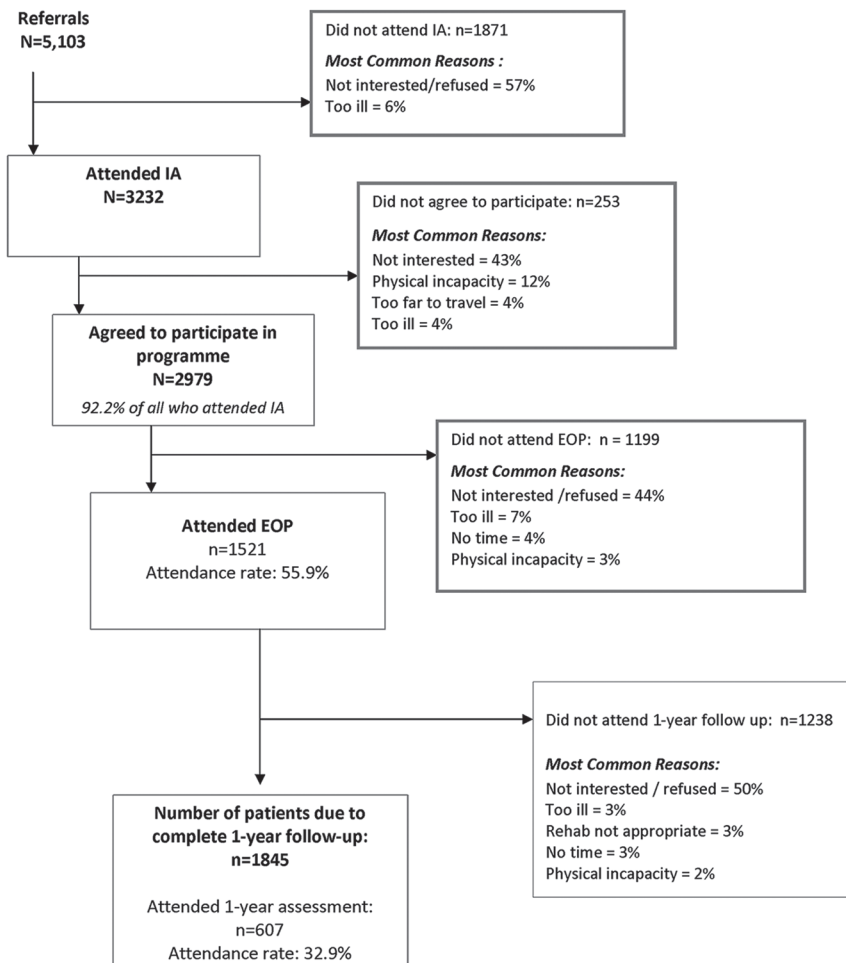 Referrals
N=5,103
Did not attend IA: n=1871
Most Common Reasons :
Not interested/refused = 57%
Too ill = 6%
Attended IA
N=3232
Did not agree to participate: n=253
Most Common Reasons:
Not interested = 43%
Physical incapacity = 12%
Too far to travel = 4%
Too ill = 4%
Agreed to participate in
programme
N=2979
92.2% of all who attended IA
Did not attend EOP:  n = 1199
Most Common Reasons:
Not interested /refused = 44%
Too ill = 7%
No time = 4%
Physical incapacity = 3%
Attended EOP
n=1521
Attendance rate: 55.9%
Did not attend 1-year follow up:  n=1238
Most Common Reasons:
Not interested / refused = 50%
Too ill = 3%
Rehab not appropriate = 3%
No time = 3%
Physical incapacity = 2%
Number of patients due to
complete 1-year follow-up:
n=1845
Attended 1-year assessment:
n=607
Attendance rate: 32.9%